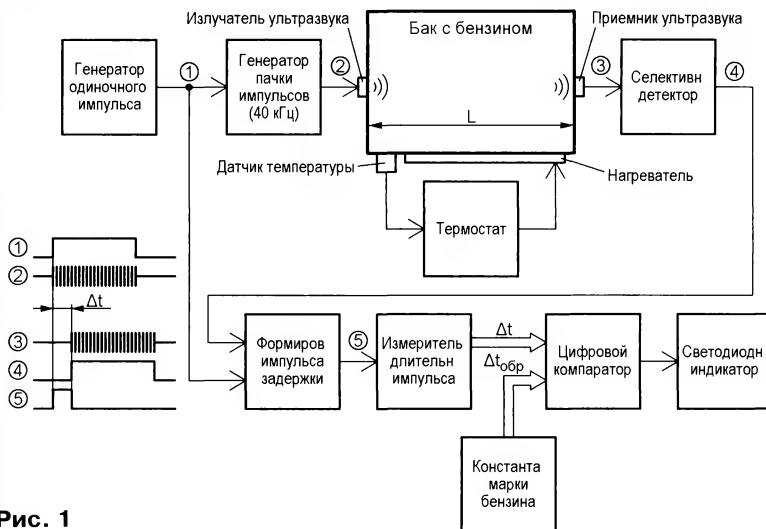 Излучатель ультразвука
Приемник ультразвука
Бак с бензином
Генератор
одиночного
импульса
①
Генератор
пачки
импульсов
(40 кГц)
②
L
③
Селективн
детектор
④
Датчик температуры
Нагреватель
Термостат
①
②
Δt
③
④
⑤
Формиров
импульса
задержки
⑤
Измеритель
длительн
импульса
Δt
Δtобр
Цифровой
компаратор
Светодиодн
индикатор
Константа
марки
бензина
Рис. 1